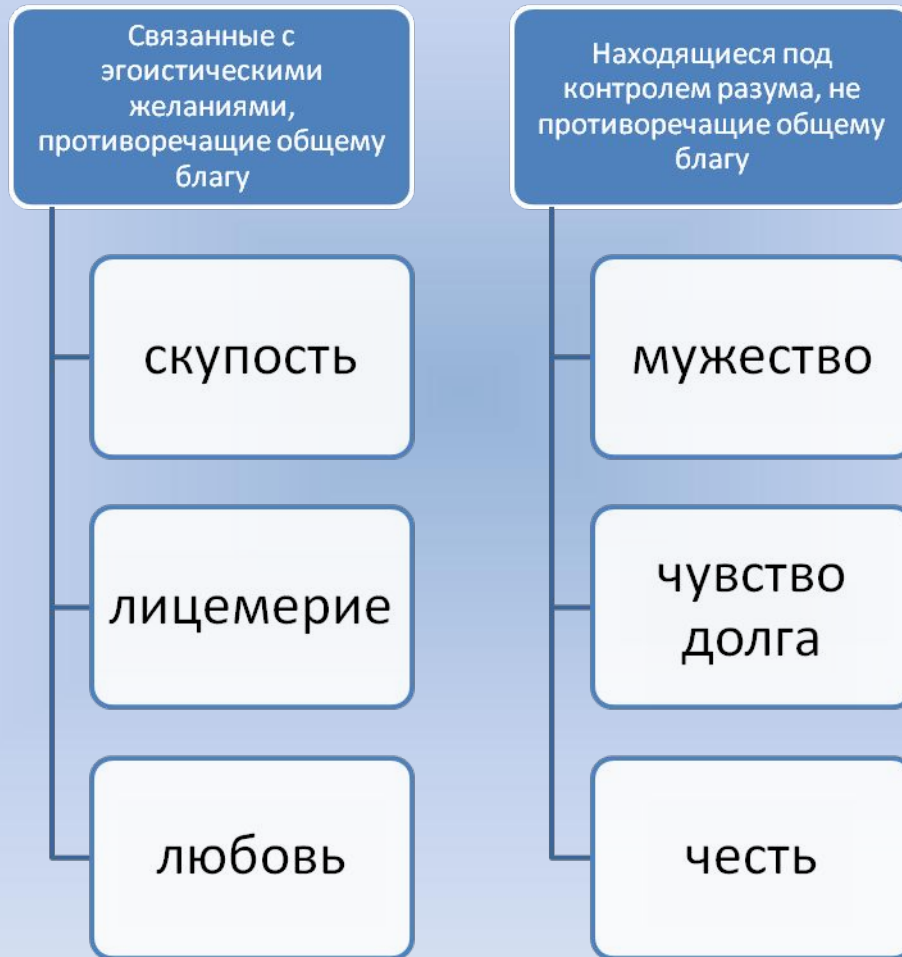 Связанные с
эгоистическими
желаниями,
противоречащие общему
благу
скупость
лицемерие
любовь
Находящиеся под
контролем разума, не
противоречащие общему
благу
мужество
чувство
долга
честь